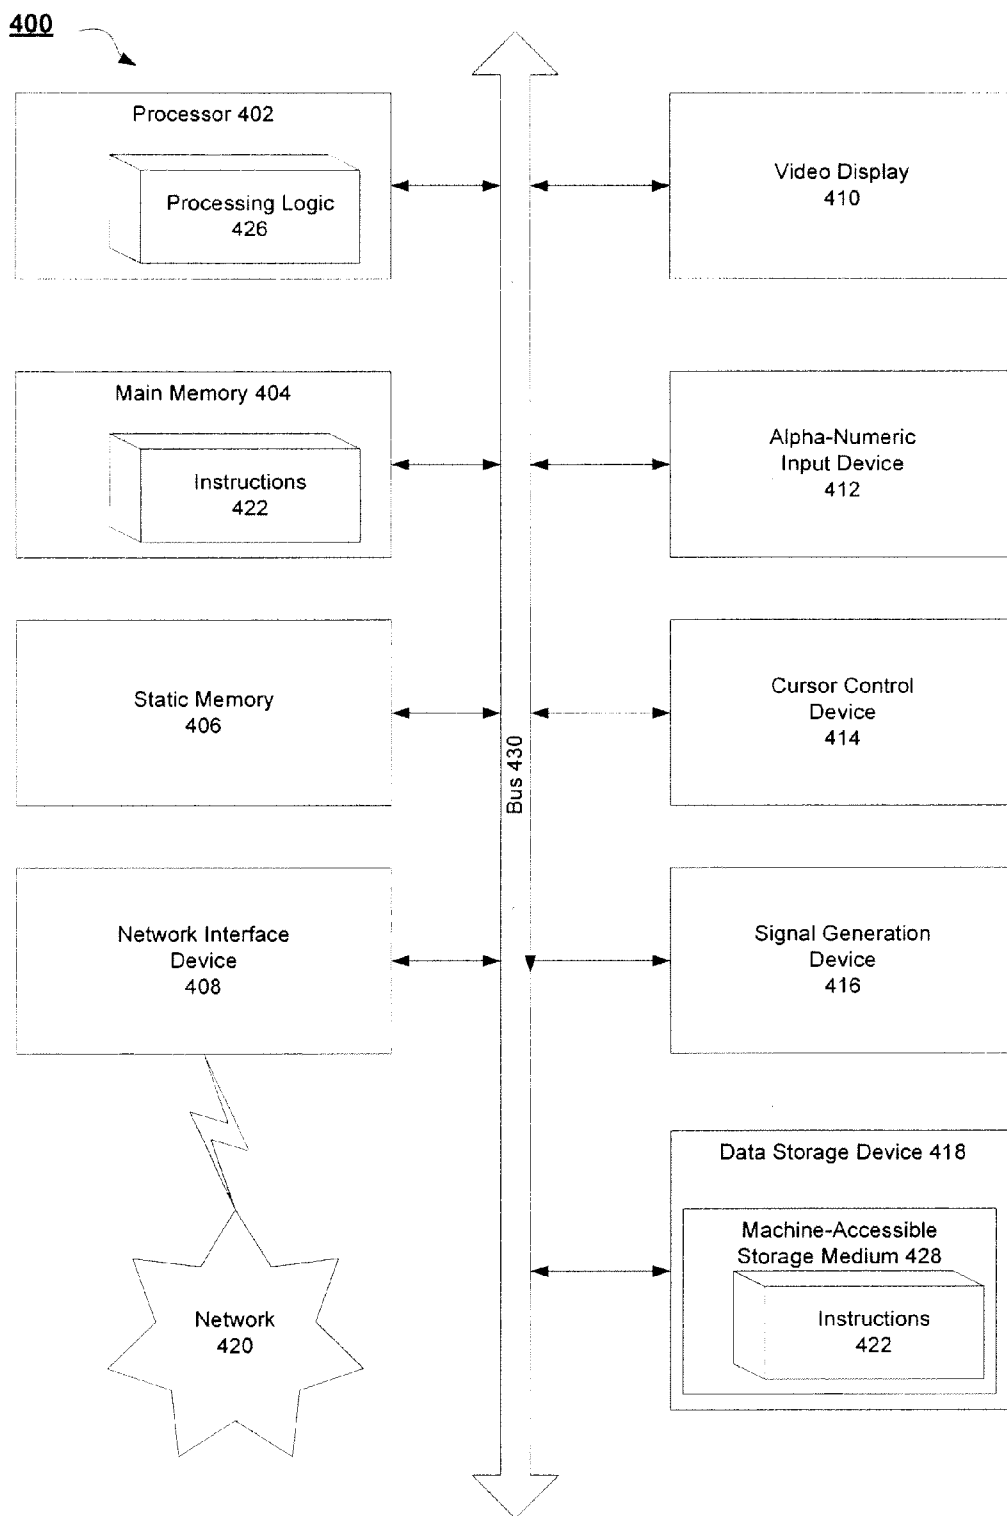 400
Processor 402
Processing Logic
426
Video Display
410
Main Memory 404
Instructions
422
Alpha-Numeric
Input Device
412
Static Memory
406
Cursor Control
Device
414
Bus 430
Network Interface
Device
408
Signal Generation
Device
416
Data Storage Device 418
Machine-Accessible
Storage Medium 428
Instructions
422
Network
420